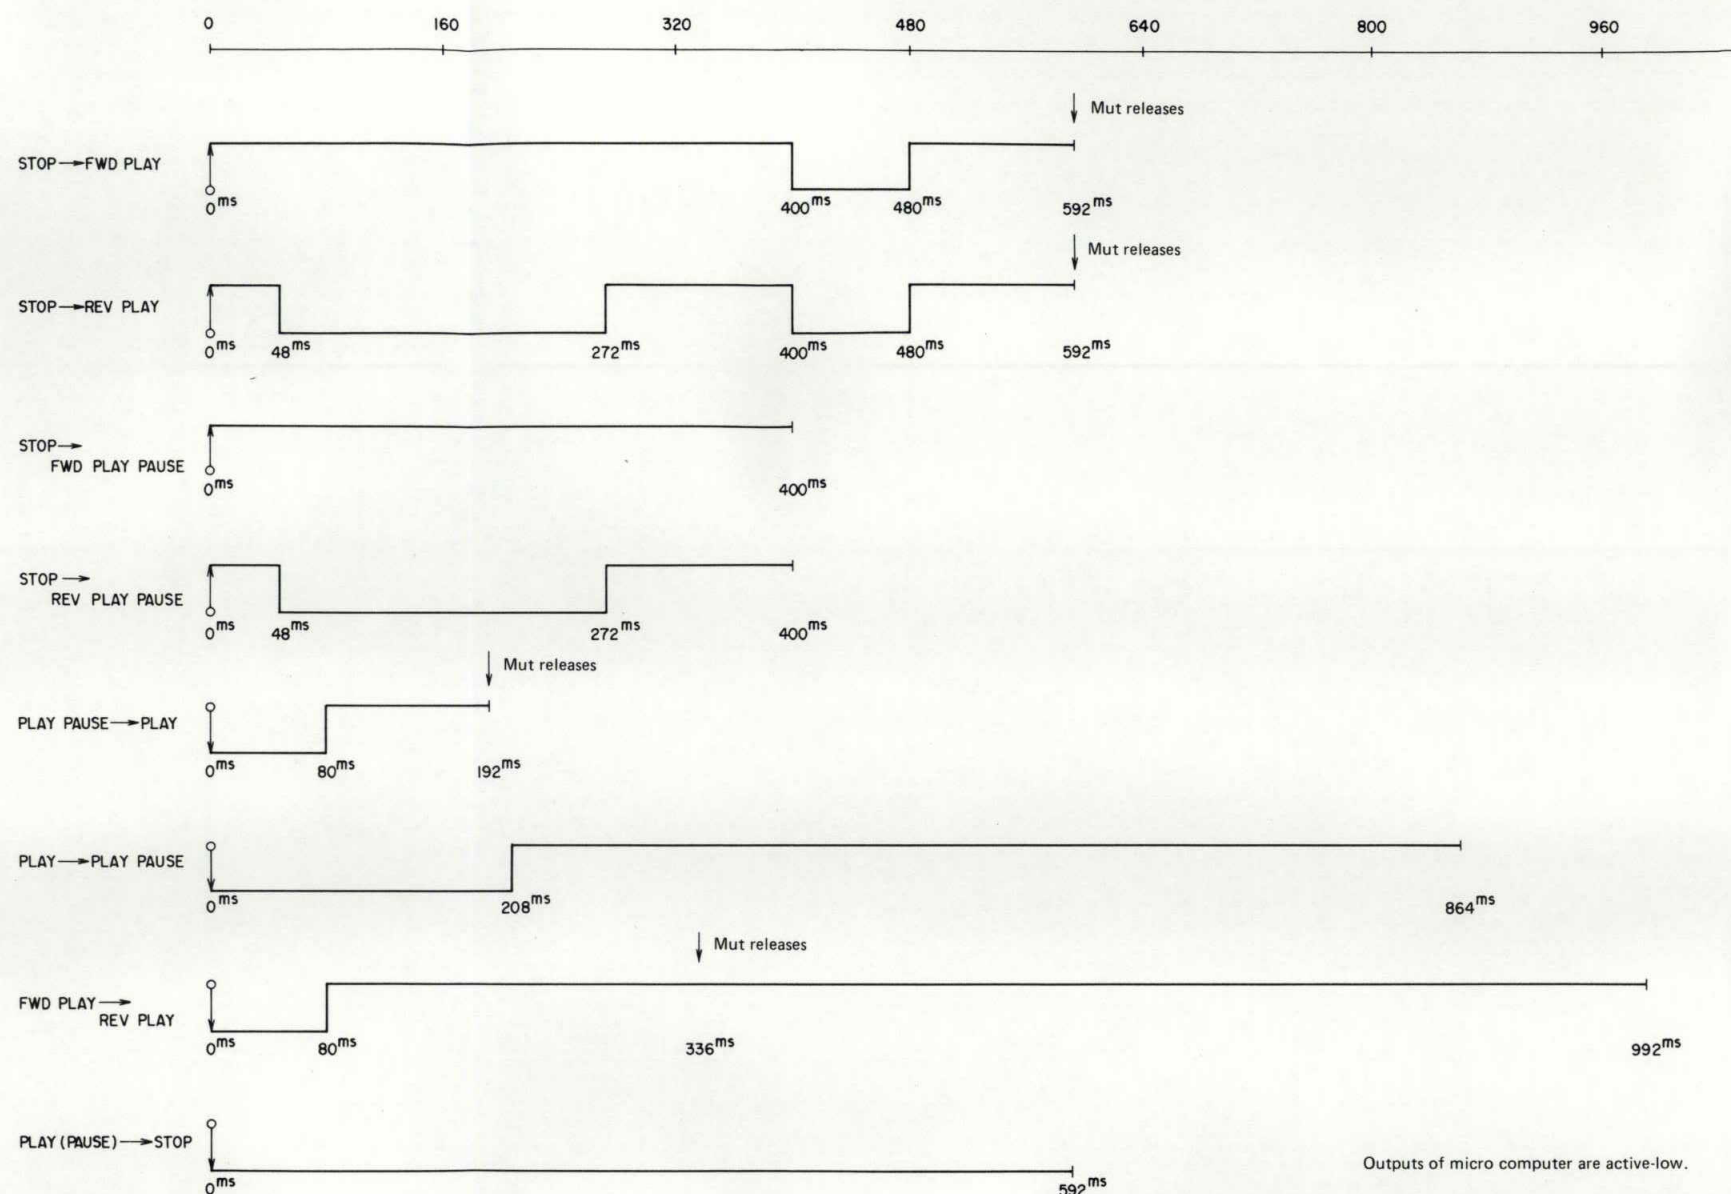 0 160 320 480 640 800 960
Mut releases
STOP→FWD PLAY
0ms 400ms 480ms 592ms
Mut releases
STOP→REV PLAY
0ms 48ms 272ms 400ms 480ms 592ms
STOP→
FWD PLAY PAUSE
0ms 400ms
STOP→
REV PLAY PAUSE
0ms 48ms 272ms 400ms
Mut releases
PLAY PAUSE→PLAY
0ms 80ms 192ms
PLAY→PLAY PAUSE
0ms 208ms 864ms
Mut releases
FWD PLAY→
REV PLAY
0ms 80ms 336ms 992ms
PLAY (PAUSE)→STOP
0ms 592ms
Outputs of micro computer are active-low.